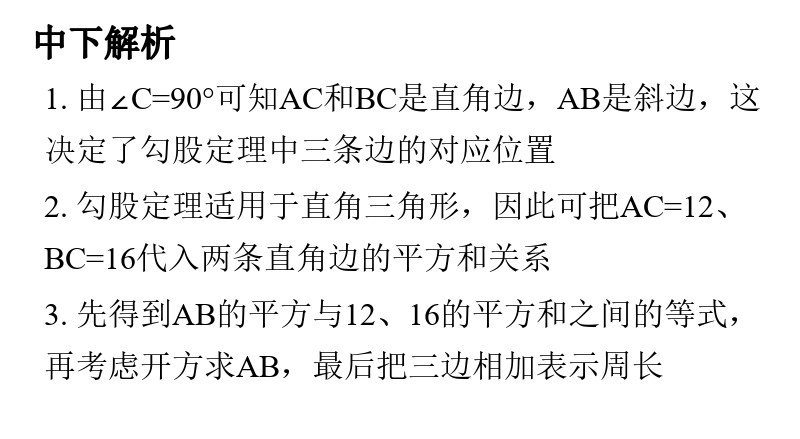 中下解析
1. 由∠C=90°可知AC和BC是直角边，AB是斜边，这
决定了勾股定理中三条边的对应位置
2. 勾股定理适用于直角三角形，因此可把AC=12、
BC=16代入两条直角边的平方和关系
3. 先得到AB的平方与12、16的平方和之间的等式，
再考虑开方求AB，最后把三边相加表示周长